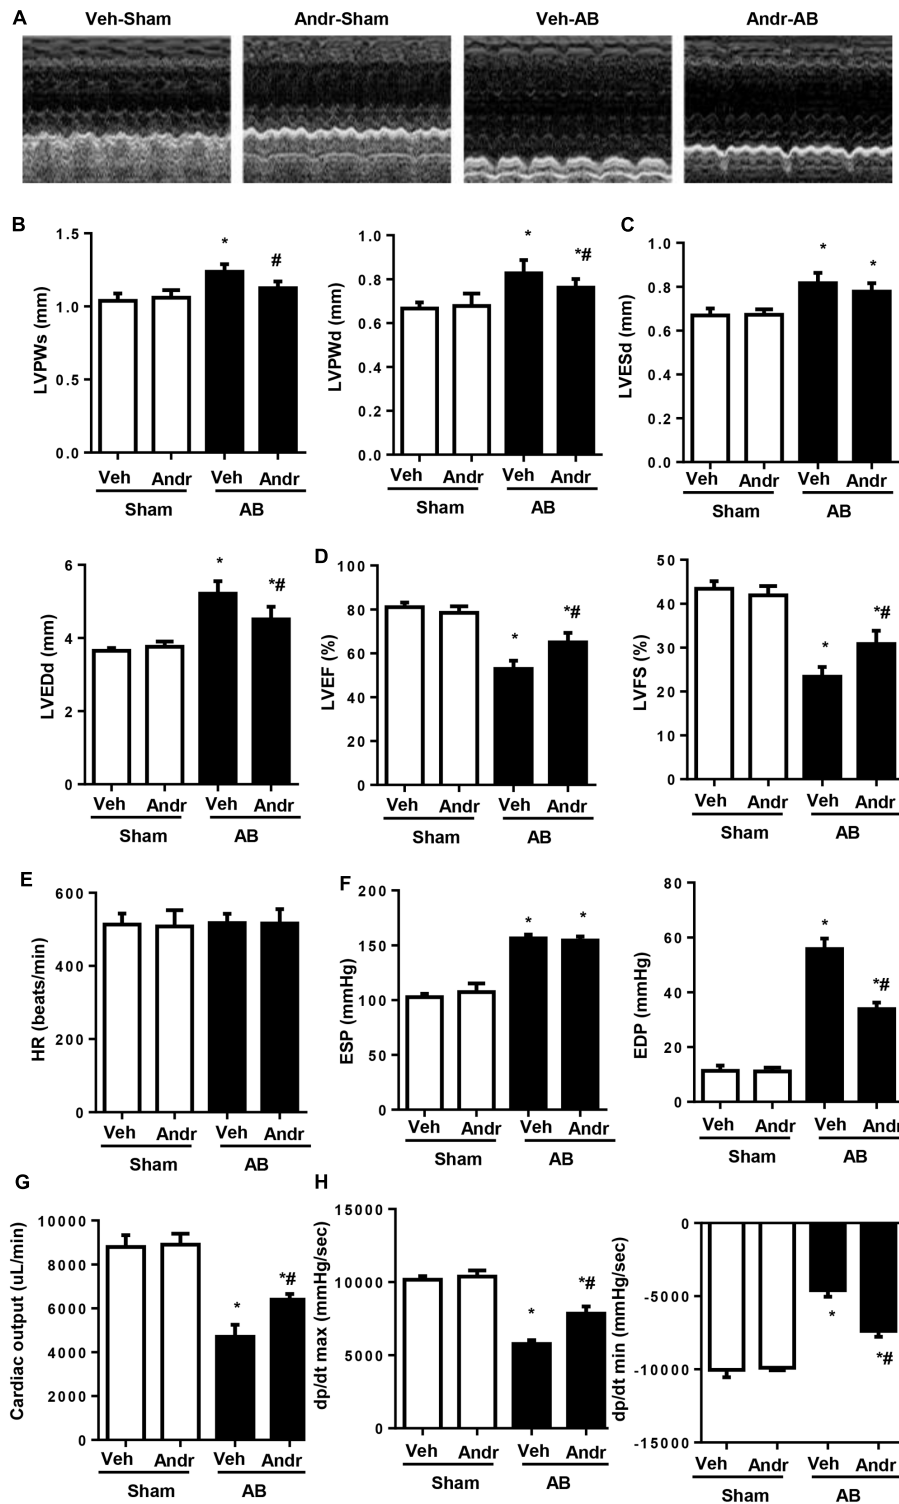 A
Veh-Sham Andr-Sham Veh-AB Andr-AB
B
LVPWs (mm)
1.5
1.0
0.5
0.0
*
#
Veh Andr Veh Andr
Sham AB
LVPWd (mm)
1.0
0.8
0.6
0.4
0.2
0.0
*
*#
Veh Andr Veh Andr
Sham AB
C
LVESd (mm)
1.0
0.8
0.6
0.4
0.2
0.0
*
*
Veh Andr Veh Andr
Sham AB
LVEDd (mm)
6
4
2
0
*
*#
Veh Andr Veh Andr
Sham AB
D
LVEF (%)
100
80
60
40
20
0
*
*#
Veh Andr Veh Andr
Sham AB
LVFS (%)
50
40
30
20
10
0
*
*#
Veh Andr Veh Andr
Sham AB
E
HR (beats/min)
600
400
200
0
Veh Andr Veh Andr
Sham AB
F
ESP (mmHg)
200
150
100
50
0
*
*
Veh Andr Veh Andr
Sham AB
EDP (mmHg)
80
60
40
20
0
*
*#
Veh Andr Veh Andr
Sham AB
G
Cardiac output (uL/min)
10000
8000
6000
4000
2000
0
*
*#
Veh Andr Veh Andr
Sham AB
H
dp/dt max (mmHg/sec)
15000
10000
5000
0
*
*#
Veh Andr Veh Andr
Sham AB
dp/dt min (mmHg/sec)
0
-5000
-10000
-15000
*
*#
Veh Andr Veh Andr
Sham AB